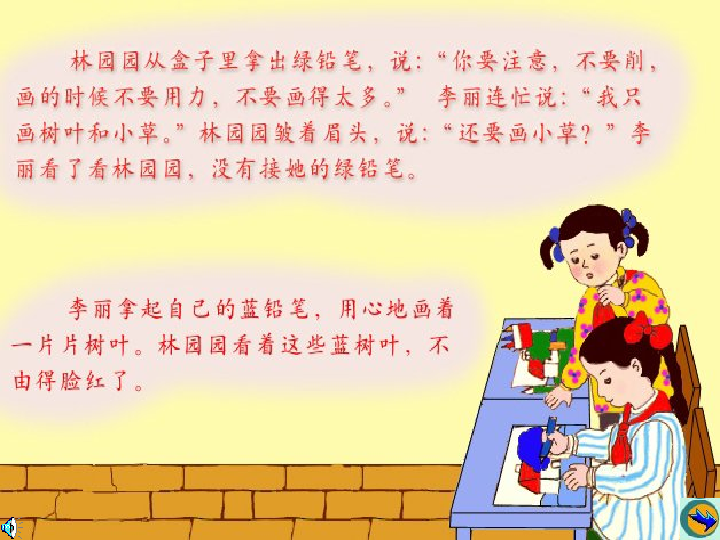 林园园从盒子里拿出绿铅笔，说：“你要注意，不要削，
画的时候不要用力，不要画得太多。” 李丽连忙说：“我只
画树叶和小草。”林园园皱着眉头，说：“还要画小草？”李
丽看了看林园园，没有接她的绿铅笔。
李丽拿起自己的蓝铅笔，用心地画着
一片片树叶。林园园看着这些蓝树叶，不
由得脸红了。